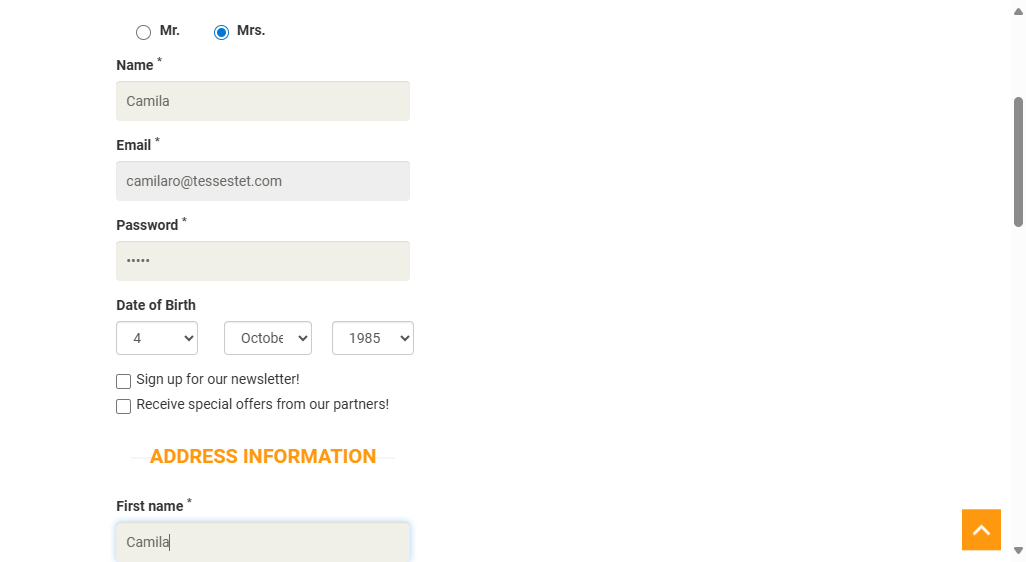 Mr. Mrs.
Name *
Camila
Email *
camilaro@tessestet.com
Password *
•••••
Date of Birth
4 Octobe 1985
Sign up for our newsletter!
Receive special offers from our partners!
ADDRESS INFORMATION
First name *
Camila